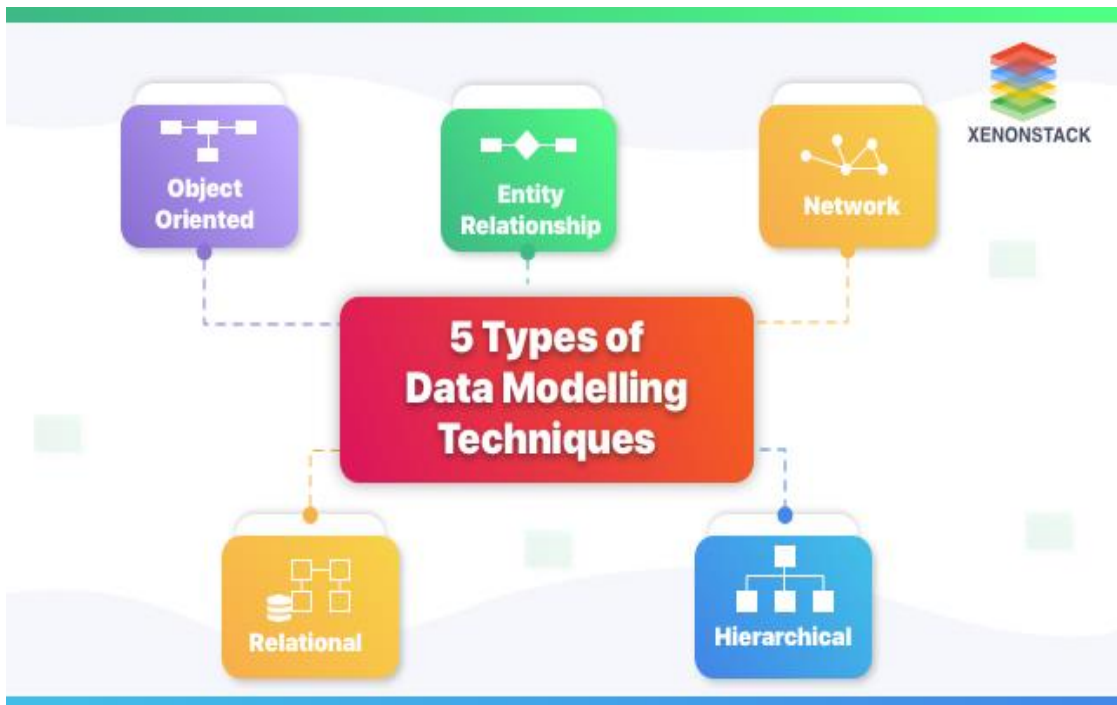 XENONSTACK
Object
Oriented
Entity
Relationship
Network
5 Types of
Data Modelling
Techniques
Relational
Hierarchical